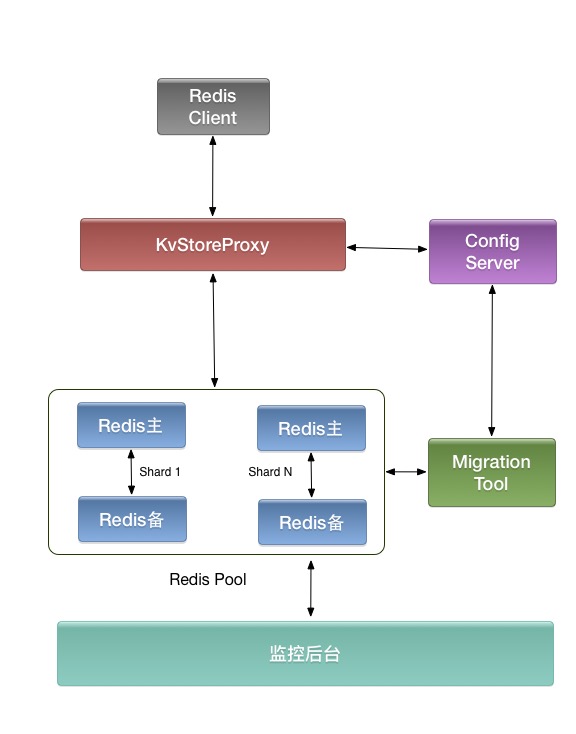 Redis
Client
KvStoreProxy
Config
Server
Redis主
Redis主
Shard 1
Shard N
Redis备
Redis备
Migration
Tool
Redis Pool
监控后台